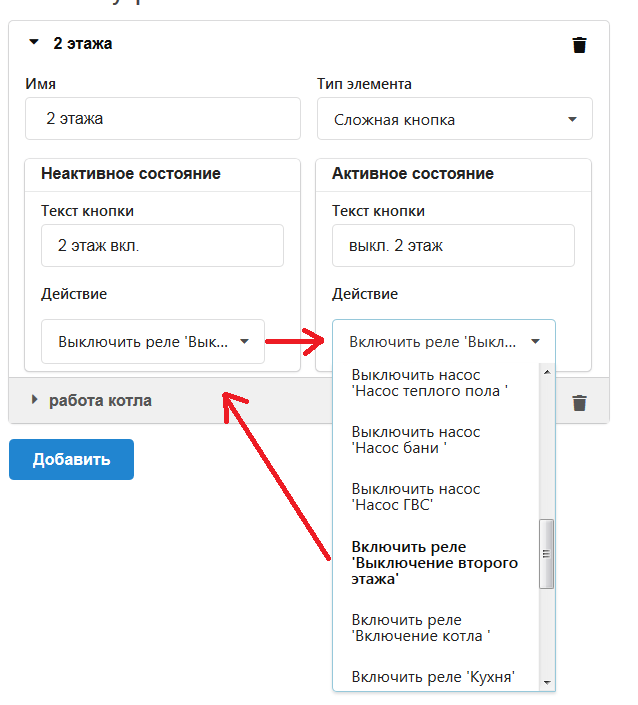 2 этажа
Имя
Тип элемента
2 этажа
Сложная кнопка
Неактивное состояние
Активное состояние
Текст кнопки
Текст кнопки
2 этаж вкл.
выкл. 2 этаж
Действие
Действие
Выключить реле 'Вык...
Включить реле 'Выкл...
Выключить насос
'Насос теплого пола '
работа котла
Выключить насос
'Насос бани '
Добавить
Выключить насос
'Насос ГВС'
Включить реле
'Выключение второго
этажа'
Включить реле
'Включение котла '
Включить реле 'Кухня'